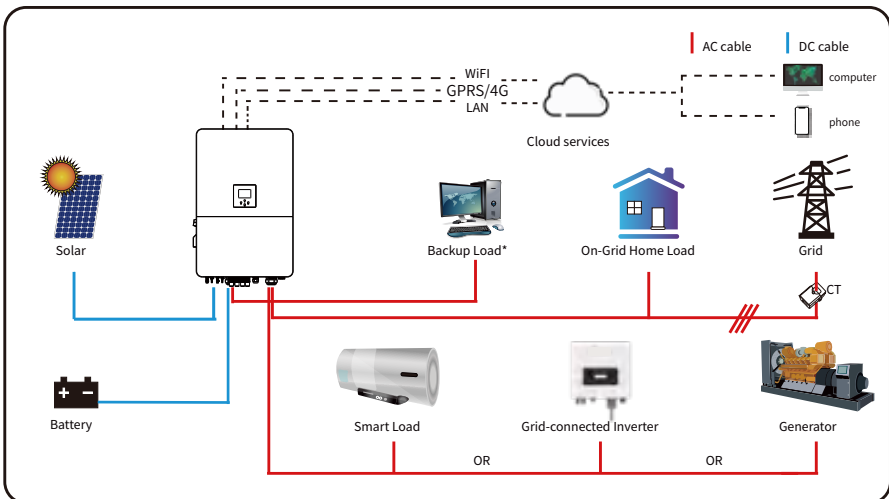 AC cable
DC cable
WiFI
GPRS/4G
LAN
computer
phone
Cloud services
Solar
Backup Load*
On-Grid Home Load
Grid
CT
Battery
Smart Load
Grid-connected Inverter
Generator
OR
OR